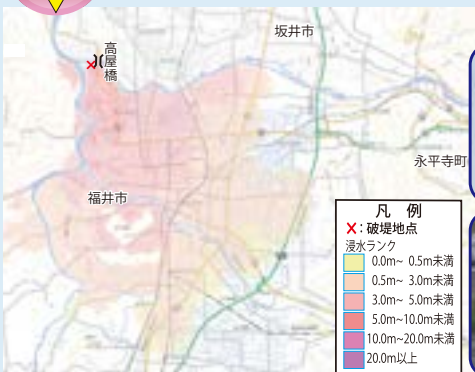 坂井市
高屋橋
永平寺町
福井市
凡　例
×：破堤地点
浸水ランク
0.0m～ 0.5m未満
0.5m～ 3.0m未満
3.0m～ 5.0m未満
5.0m～10.0m未満
10.0m～20.0m未満
20.0m以上